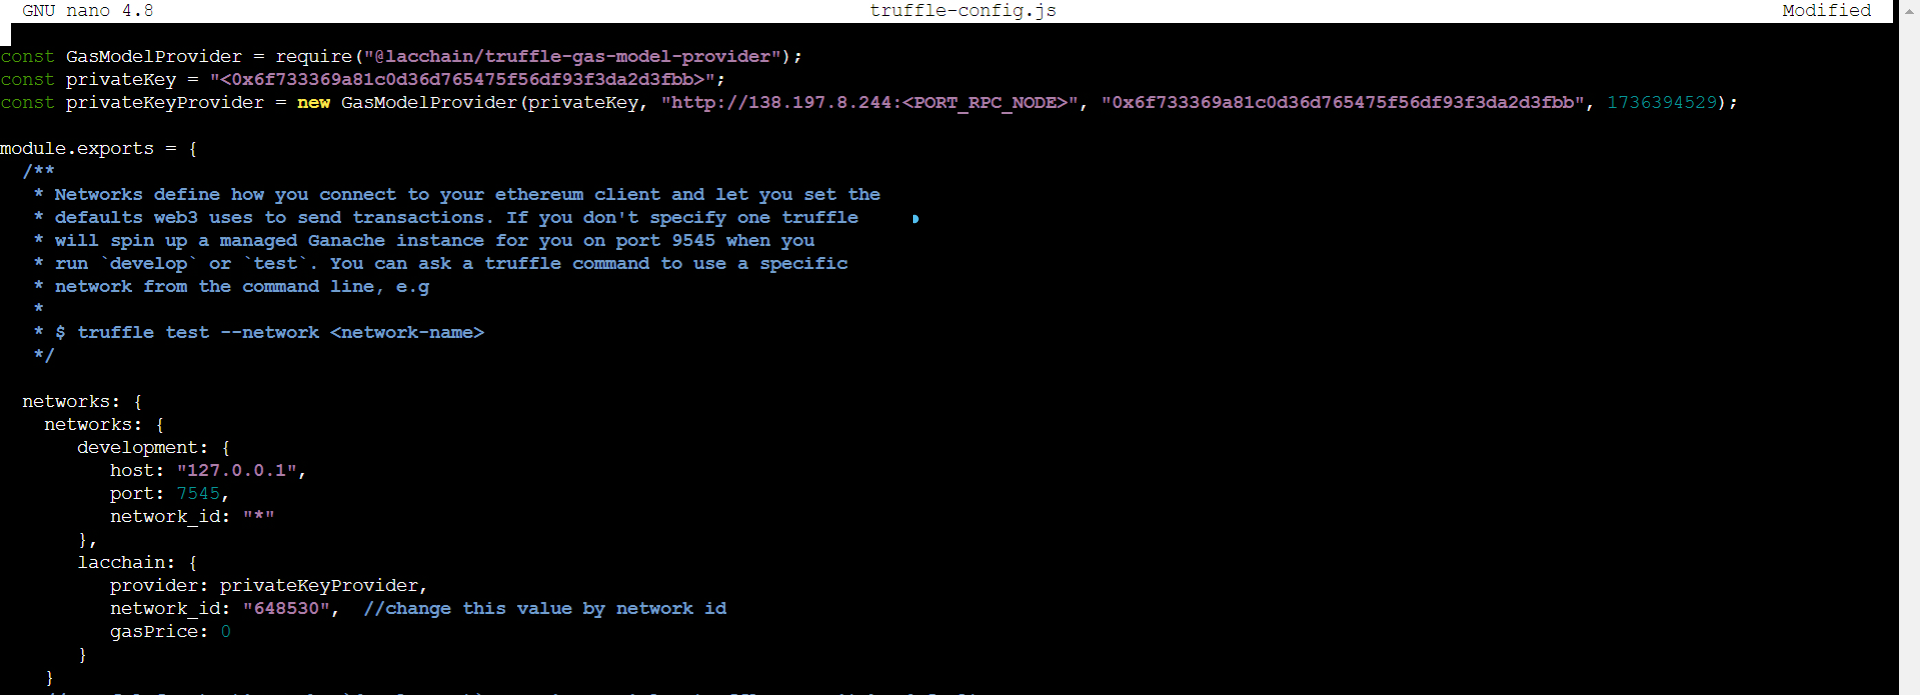 GNU nano 4.8 truffle-config.js Modified
const GasModelProvider = require("@lacchain/truffle-gas-model-provider");
const privateKey = "<0x6f733369a81c0d36d765475f56df93f3da2d3fbb>";
const privateKeyProvider = new GasModelProvider(privateKey, "http://138.197.8.244:<PORT_RPC_NODE>", "0x6f733369a81c0d36d765475f56df93f3da2d3fbb", 1736394529);
module.exports = {
/**
* Networks define how you connect to your ethereum client and let you set the
* defaults web3 uses to send transactions. If you don't specify one truffle
* will spin up a managed Ganache instance for you on port 9545 when you
* run `develop` or `test`. You can ask a truffle command to use a specific
* network from the command line, e.g
*
* $ truffle test --network <network-name>
*/
networks: {
networks: {
development: {
host: "127.0.0.1",
port: 7545,
network_id: "*"
},
lacchain: {
provider: privateKeyProvider,
network_id: "648530", //change this value by network id
gasPrice: 0
}
}